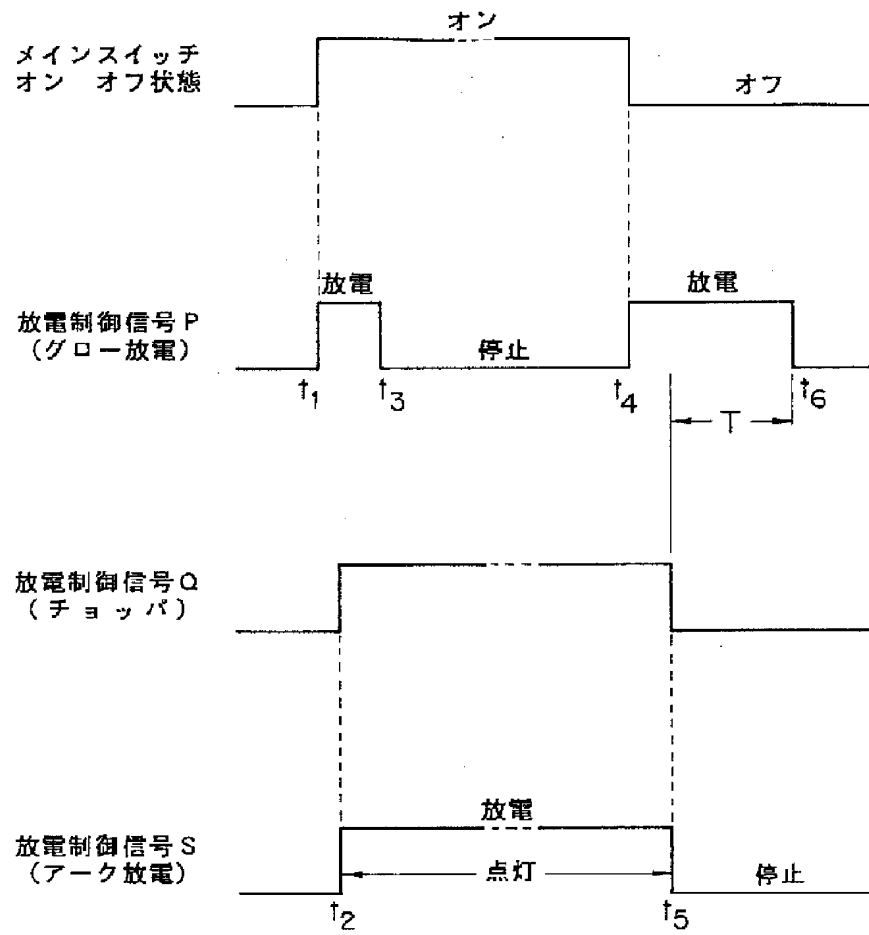 オン
メインスイッチ
オン オフ状態
オフ
放電
放電
放電制御信号P
(グロー放電)
停止
t1
t3
t4
t6
T
放電制御信号Q
(チョッパ)
放電
放電制御信号S
(アーク放電)
点灯
停止
t2
t5